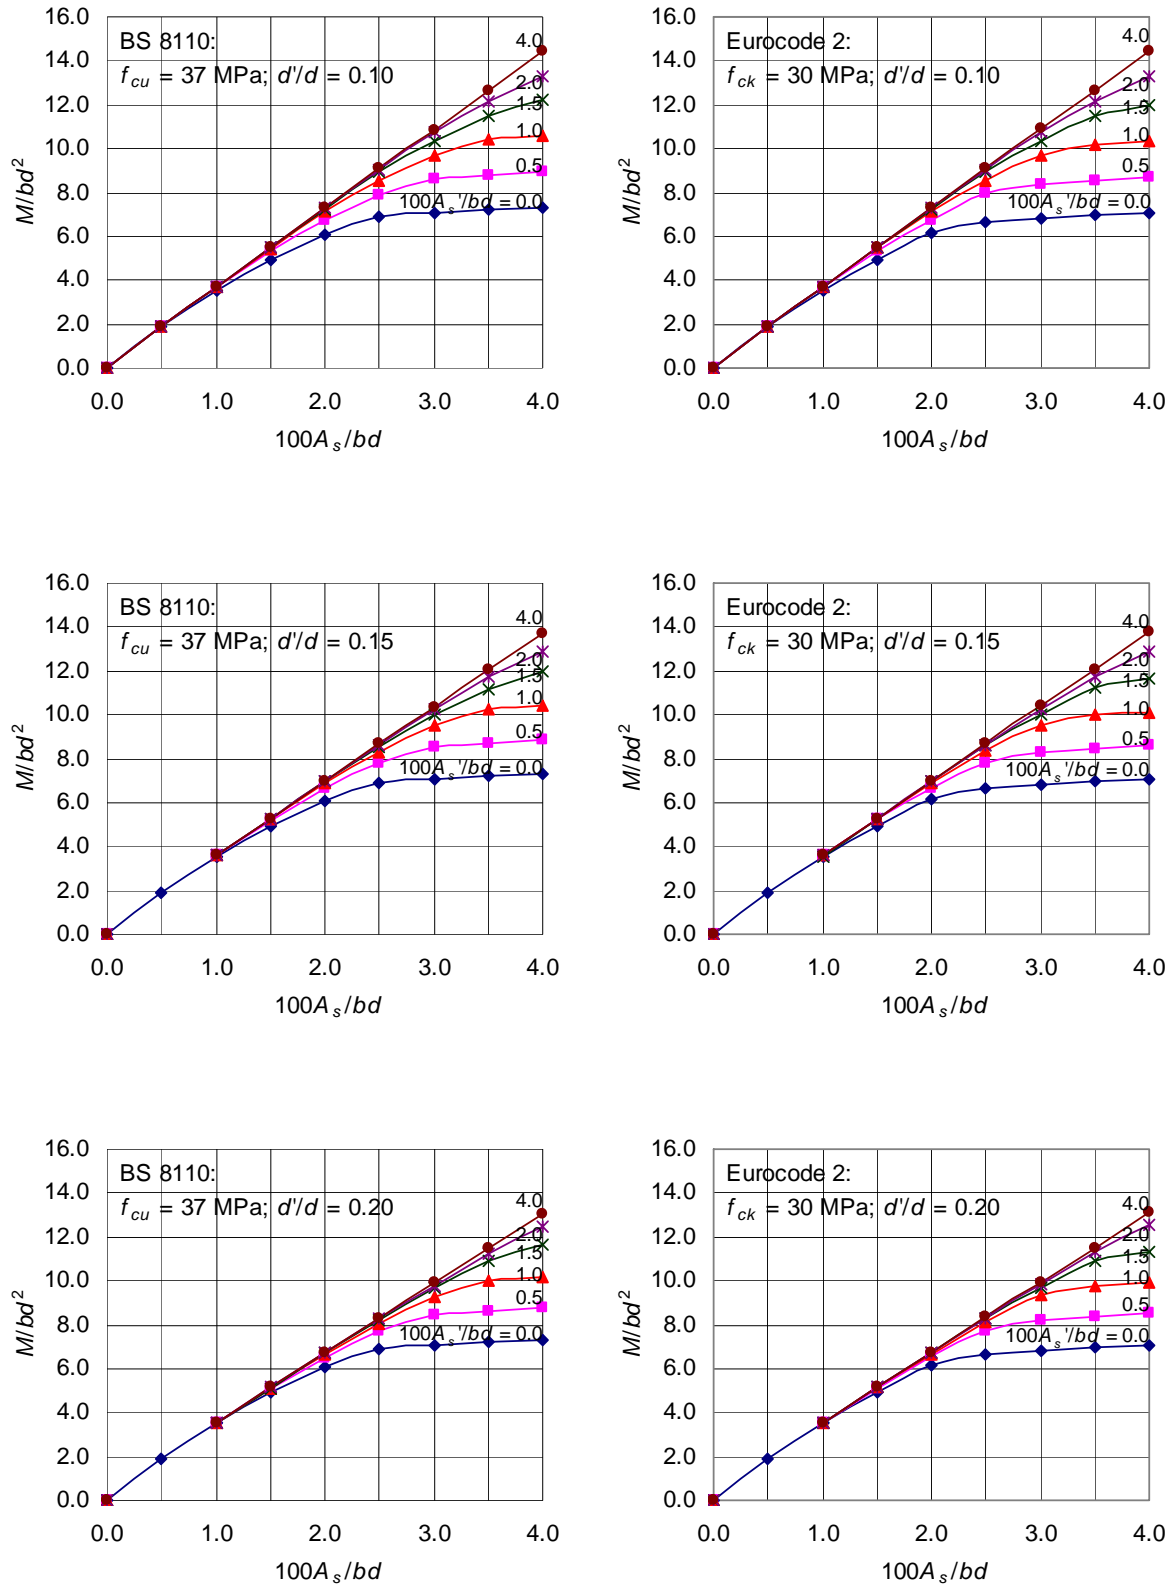 16.0
14.0
12.0
10.0
8.0
6.0
4.0
2.0
0.0
M/bd²
BS 8110:
f cu = 37 MPa; d'/d = 0.10
4.0
2.0
1.5
1.0
0.5
100A s'/bd = 0.0
0.0 1.0 2.0 3.0 4.0
100A s /bd
16.0
14.0
12.0
10.0
8.0
6.0
4.0
2.0
0.0
M/bd²
Eurocode 2:
f ck = 30 MPa; d'/d = 0.10
4.0
2.0
1.5
1.0
0.5
100A s'/bd = 0.0
0.0 1.0 2.0 3.0 4.0
100A s /bd
16.0
14.0
12.0
10.0
8.0
6.0
4.0
2.0
0.0
M/bd²
BS 8110:
f cu = 37 MPa; d'/d = 0.15
4.0
2.0
1.5
1.0
0.5
100A s'/bd = 0.0
0.0 1.0 2.0 3.0 4.0
100A s /bd
16.0
14.0
12.0
10.0
8.0
6.0
4.0
2.0
0.0
M/bd²
Eurocode 2:
f ck = 30 MPa; d'/d = 0.15
4.0
2.0
1.5
1.0
0.5
100A s'/bd = 0.0
0.0 1.0 2.0 3.0 4.0
100A s /bd
16.0
14.0
12.0
10.0
8.0
6.0
4.0
2.0
0.0
M/bd²
BS 8110:
f cu = 37 MPa; d'/d = 0.20
4.0
2.0
1.5
1.0
0.5
100A s'/bd = 0.0
0.0 1.0 2.0 3.0 4.0
100A s /bd
16.0
14.0
12.0
10.0
8.0
6.0
4.0
2.0
0.0
M/bd²
Eurocode 2:
f ck = 30 MPa; d'/d = 0.20
4.0
2.0
1.5
1.0
0.5
100A s'/bd = 0.0
0.0 1.0 2.0 3.0 4.0
100A s /bd